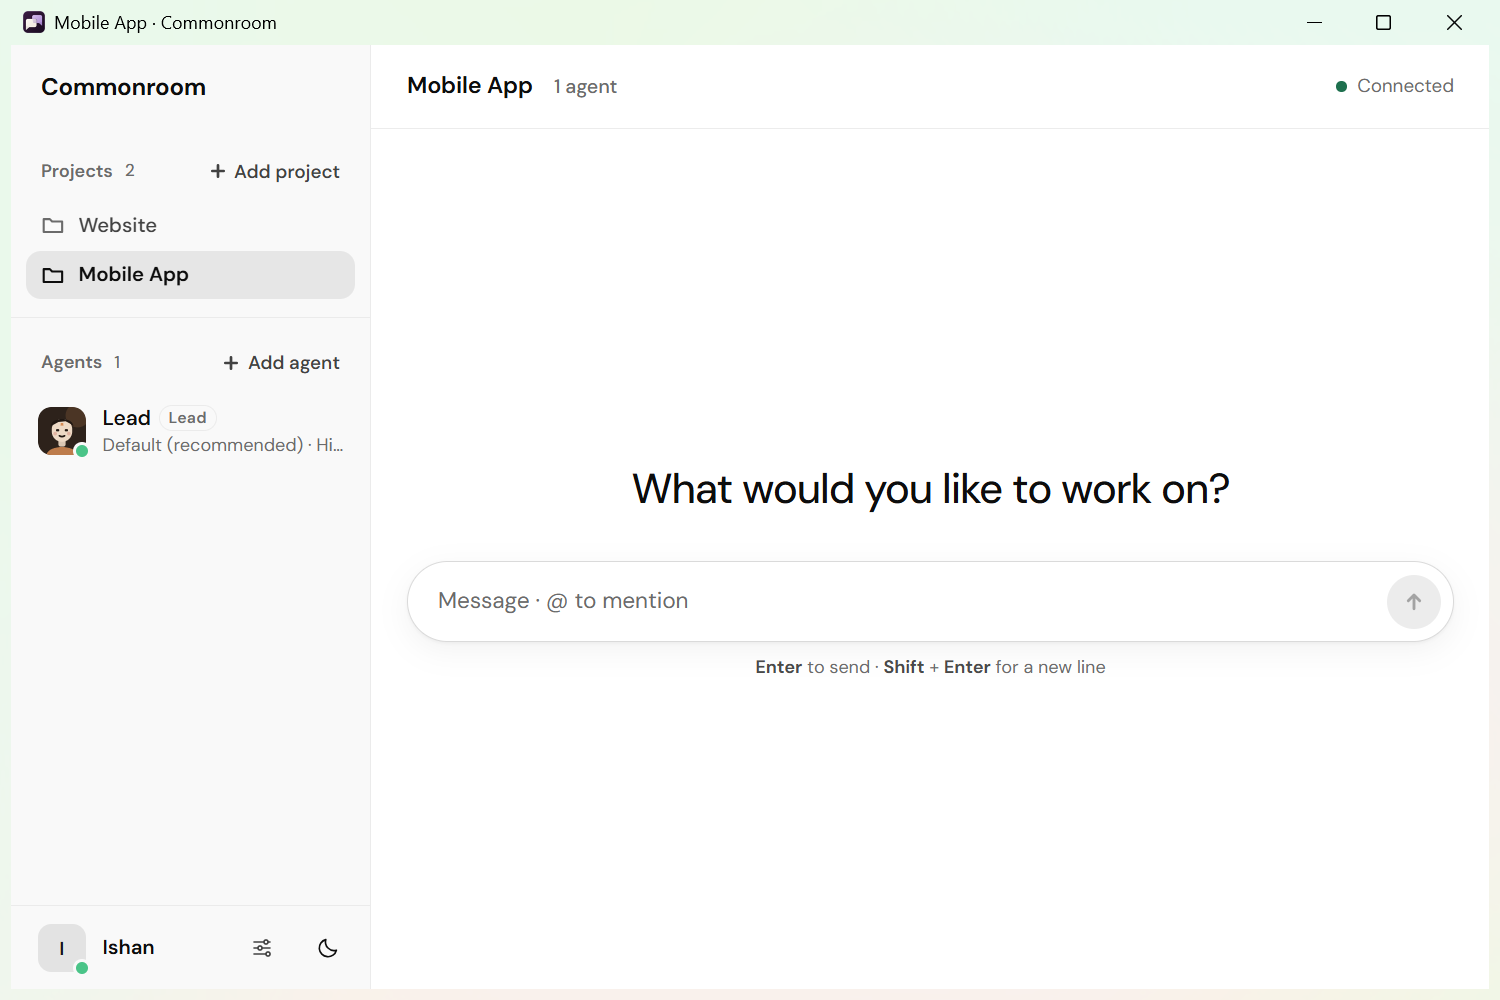 Mobile App · Commonroom
Commonroom
Projects 2
+ Add project
Website
Mobile App
Agents 1
+ Add agent
Lead Lead
Default (recommended) · Hi...
I
Ishan
Mobile App 1 agent
Connected
What would you like to work on?
Message · @ to mention
Enter to send · Shift + Enter for a new line